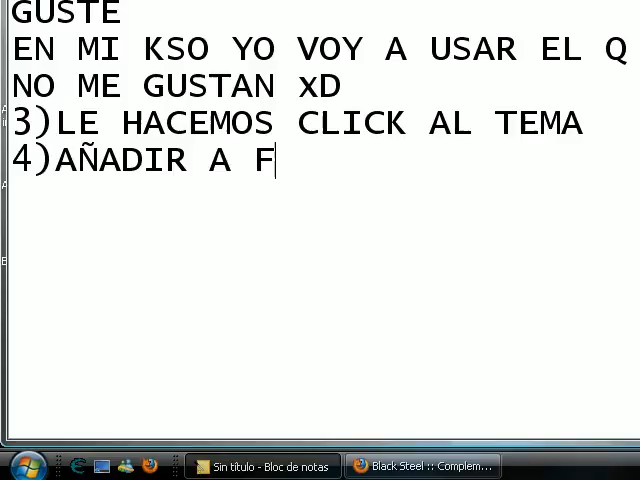 GUSTE
EN MI KSO YO VOY A USAR EL Q
NO ME GUSTAN xD
3)LE HACEMOS CLICK AL TEMA
4)AÑADIR A F
Sin título - Bloc de notas
Black Steel :: Complem...